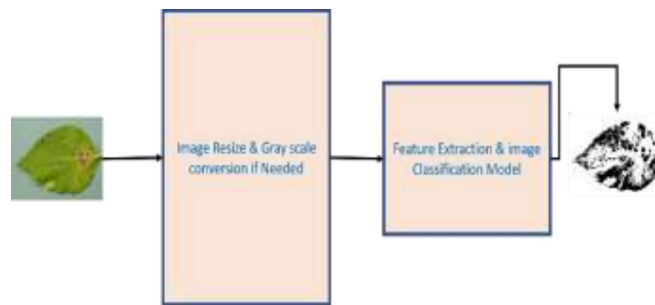 Image Resize & Gray scale
conversion if Needed
Feature Extraction & image
Classification Model